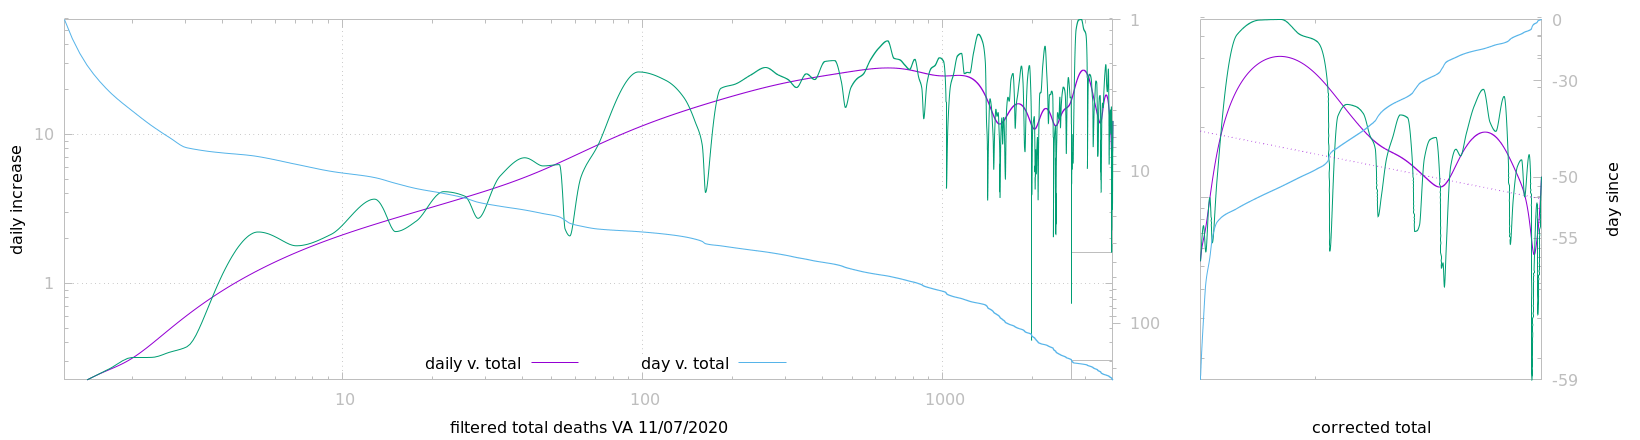 daily increase
10
1
10
100
1000
filtered total deaths VA 11/07/2020
daily v. total
day v. total
1
10
100
0
-30
-50
-55
-59
day since
corrected total